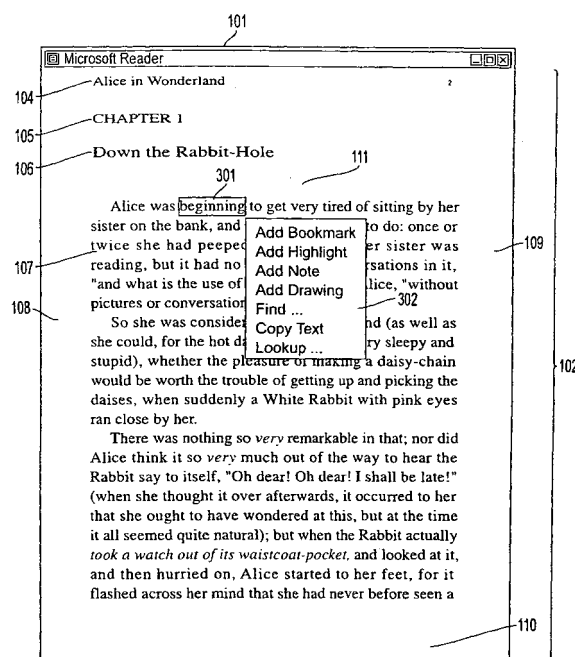 101
Microsoft Reader
104 Alice in Wonderland 2
105 CHAPTER 1
106 Down the Rabbit-Hole
301 111
Alice was beginning to get very tired of sitting by her
sister on the bank, and to do: once or
Add Bookmark
twice she had peeped er sister was
Add Highlight
109
107
reading, but it had no rsations in it,
Add Note
"and what is the use of lice, "without
Add Drawing
108
pictures or conversation
Find ...
302
So she was consider nd (as well as
Copy Text
she could, for the hot da ry sleepy and
Lookup ...
stupid), whether the pleasure of making a daisy-chain
102
would be worth the trouble of getting up and picking the
daises, when suddenly a White Rabbit with pink eyes
ran close by her.
There was nothing so very remarkable in that; nor did
Alice think it so very much out of the way to hear the
Rabbit say to itself, "Oh dear! Oh dear! I shall be late!"
(when she thought it over afterwards, it occurred to her
that she ought to have wondered at this, but at the time
it all seemed quite natural); but when the Rabbit actually
took a watch out of its waistcoat-pocket, and looked at it,
and then hurried on, Alice started to her feet, for it
flashed across her mind that she had never before seen a
110